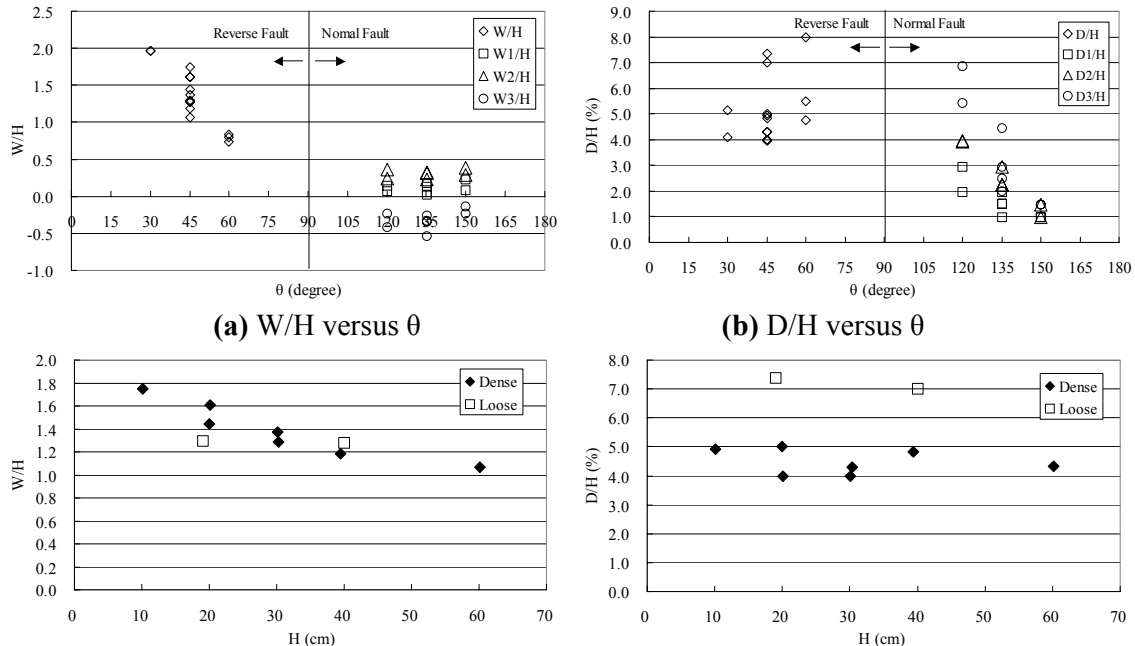 2.5
2.0
1.5
1.0
0.5
0.0
-0.5
-1.0
W/H
Reverse Fault
Nomal Fault
W/H
W1/H
W2/H
W3/H
0 15 30 45 60 75 90 105 120 135 150 165 180
θ (degree)
(a) W/H versus θ
9.0
8.0
7.0
6.0
5.0
4.0
3.0
2.0
1.0
0.0
D/H (%)
Reverse Fault
Normal Fault
D/H
D1/H
D2/H
D3/H
0 15 30 45 60 75 90 105 120 135 150 165 180
θ (degree)
(b) D/H versus θ
2.0
1.8
1.6
1.4
1.2
1.0
0.8
0.6
0.4
0.2
0.0
W/H
Dense
Loose
0 10 20 30 40 50 60 70
H (cm)
8.0
7.0
6.0
5.0
4.0
3.0
2.0
1.0
0.0
D/H (%)
Dense
Loose
0 10 20 30 40 50 60 70
H (cm)